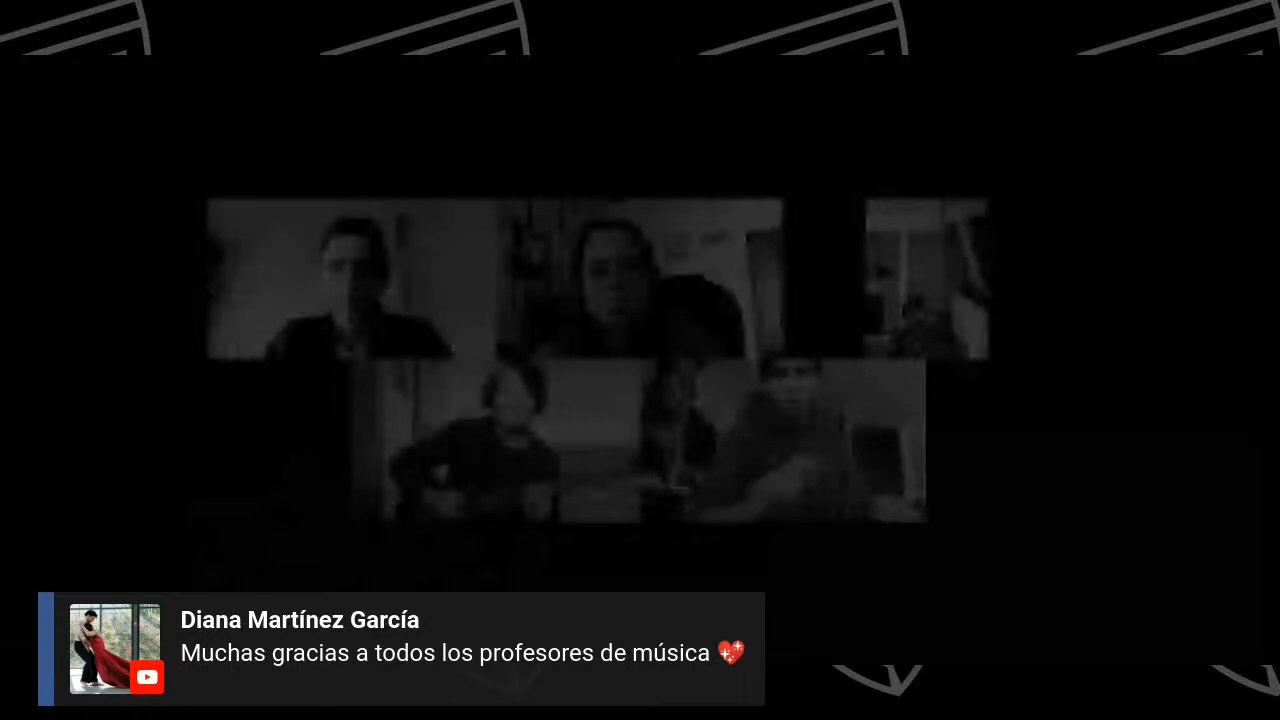 Diana Martínez García
Muchas gracias a todos los profesores de música 💖